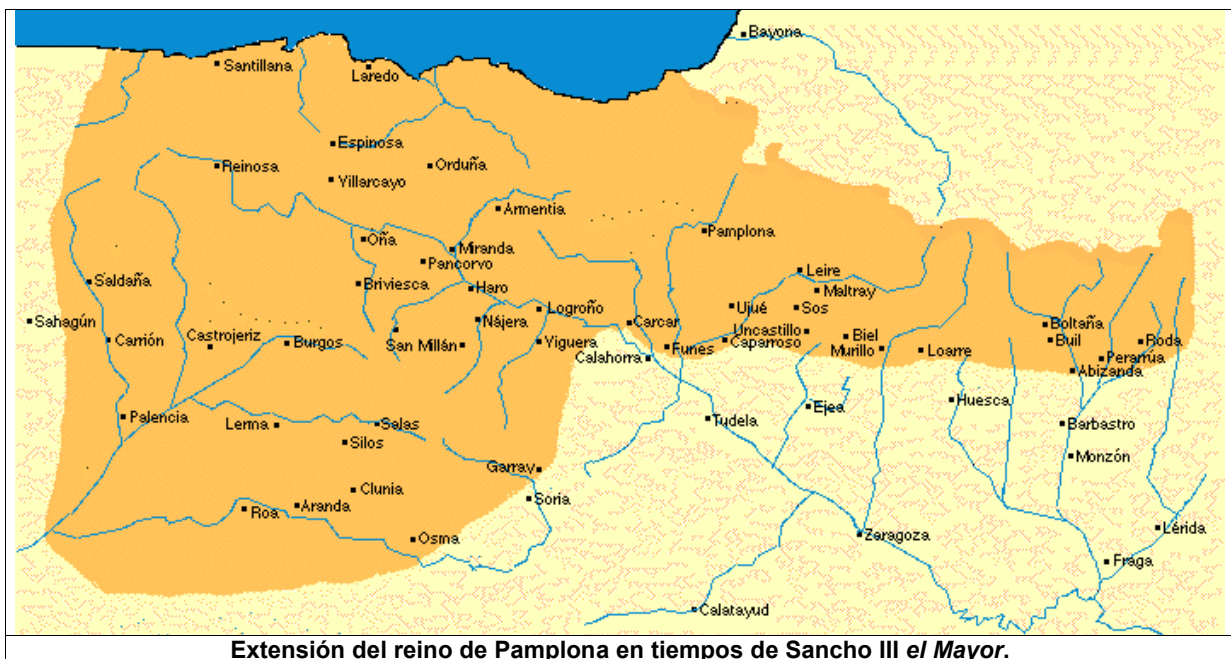 Bayona
Santillana
Laredo
Espinosa
Reinosa
Orduña
Villarcayo
Armentia
Pamplona
Oña
Miranda
Pancorvo
Leire
Saldaña
Briviesca
Haro
Maltray
Ujué
Sos
Logroño
Sahagún
Nájera
Carcar
Boltaña
Uncastillo
Biel
Carrión
Castrojeriz
Burgos
San Millán
Viguera
Funes
Caparroso
Buil
Roda
Murillo
Loarre
Calahorra
Perarrúa
Abizanda
Huesca
Ejea
Palencia
Tudela
Lerma
Salas
Barbastro
Silos
Monzón
Garray
Clunia
Soria
Roa
Aranda
Lérida
Osma
Zaragoza
Fraga
Calatayud
Extensión del reino de Pamplona en tiempos de Sancho III el Mayor.